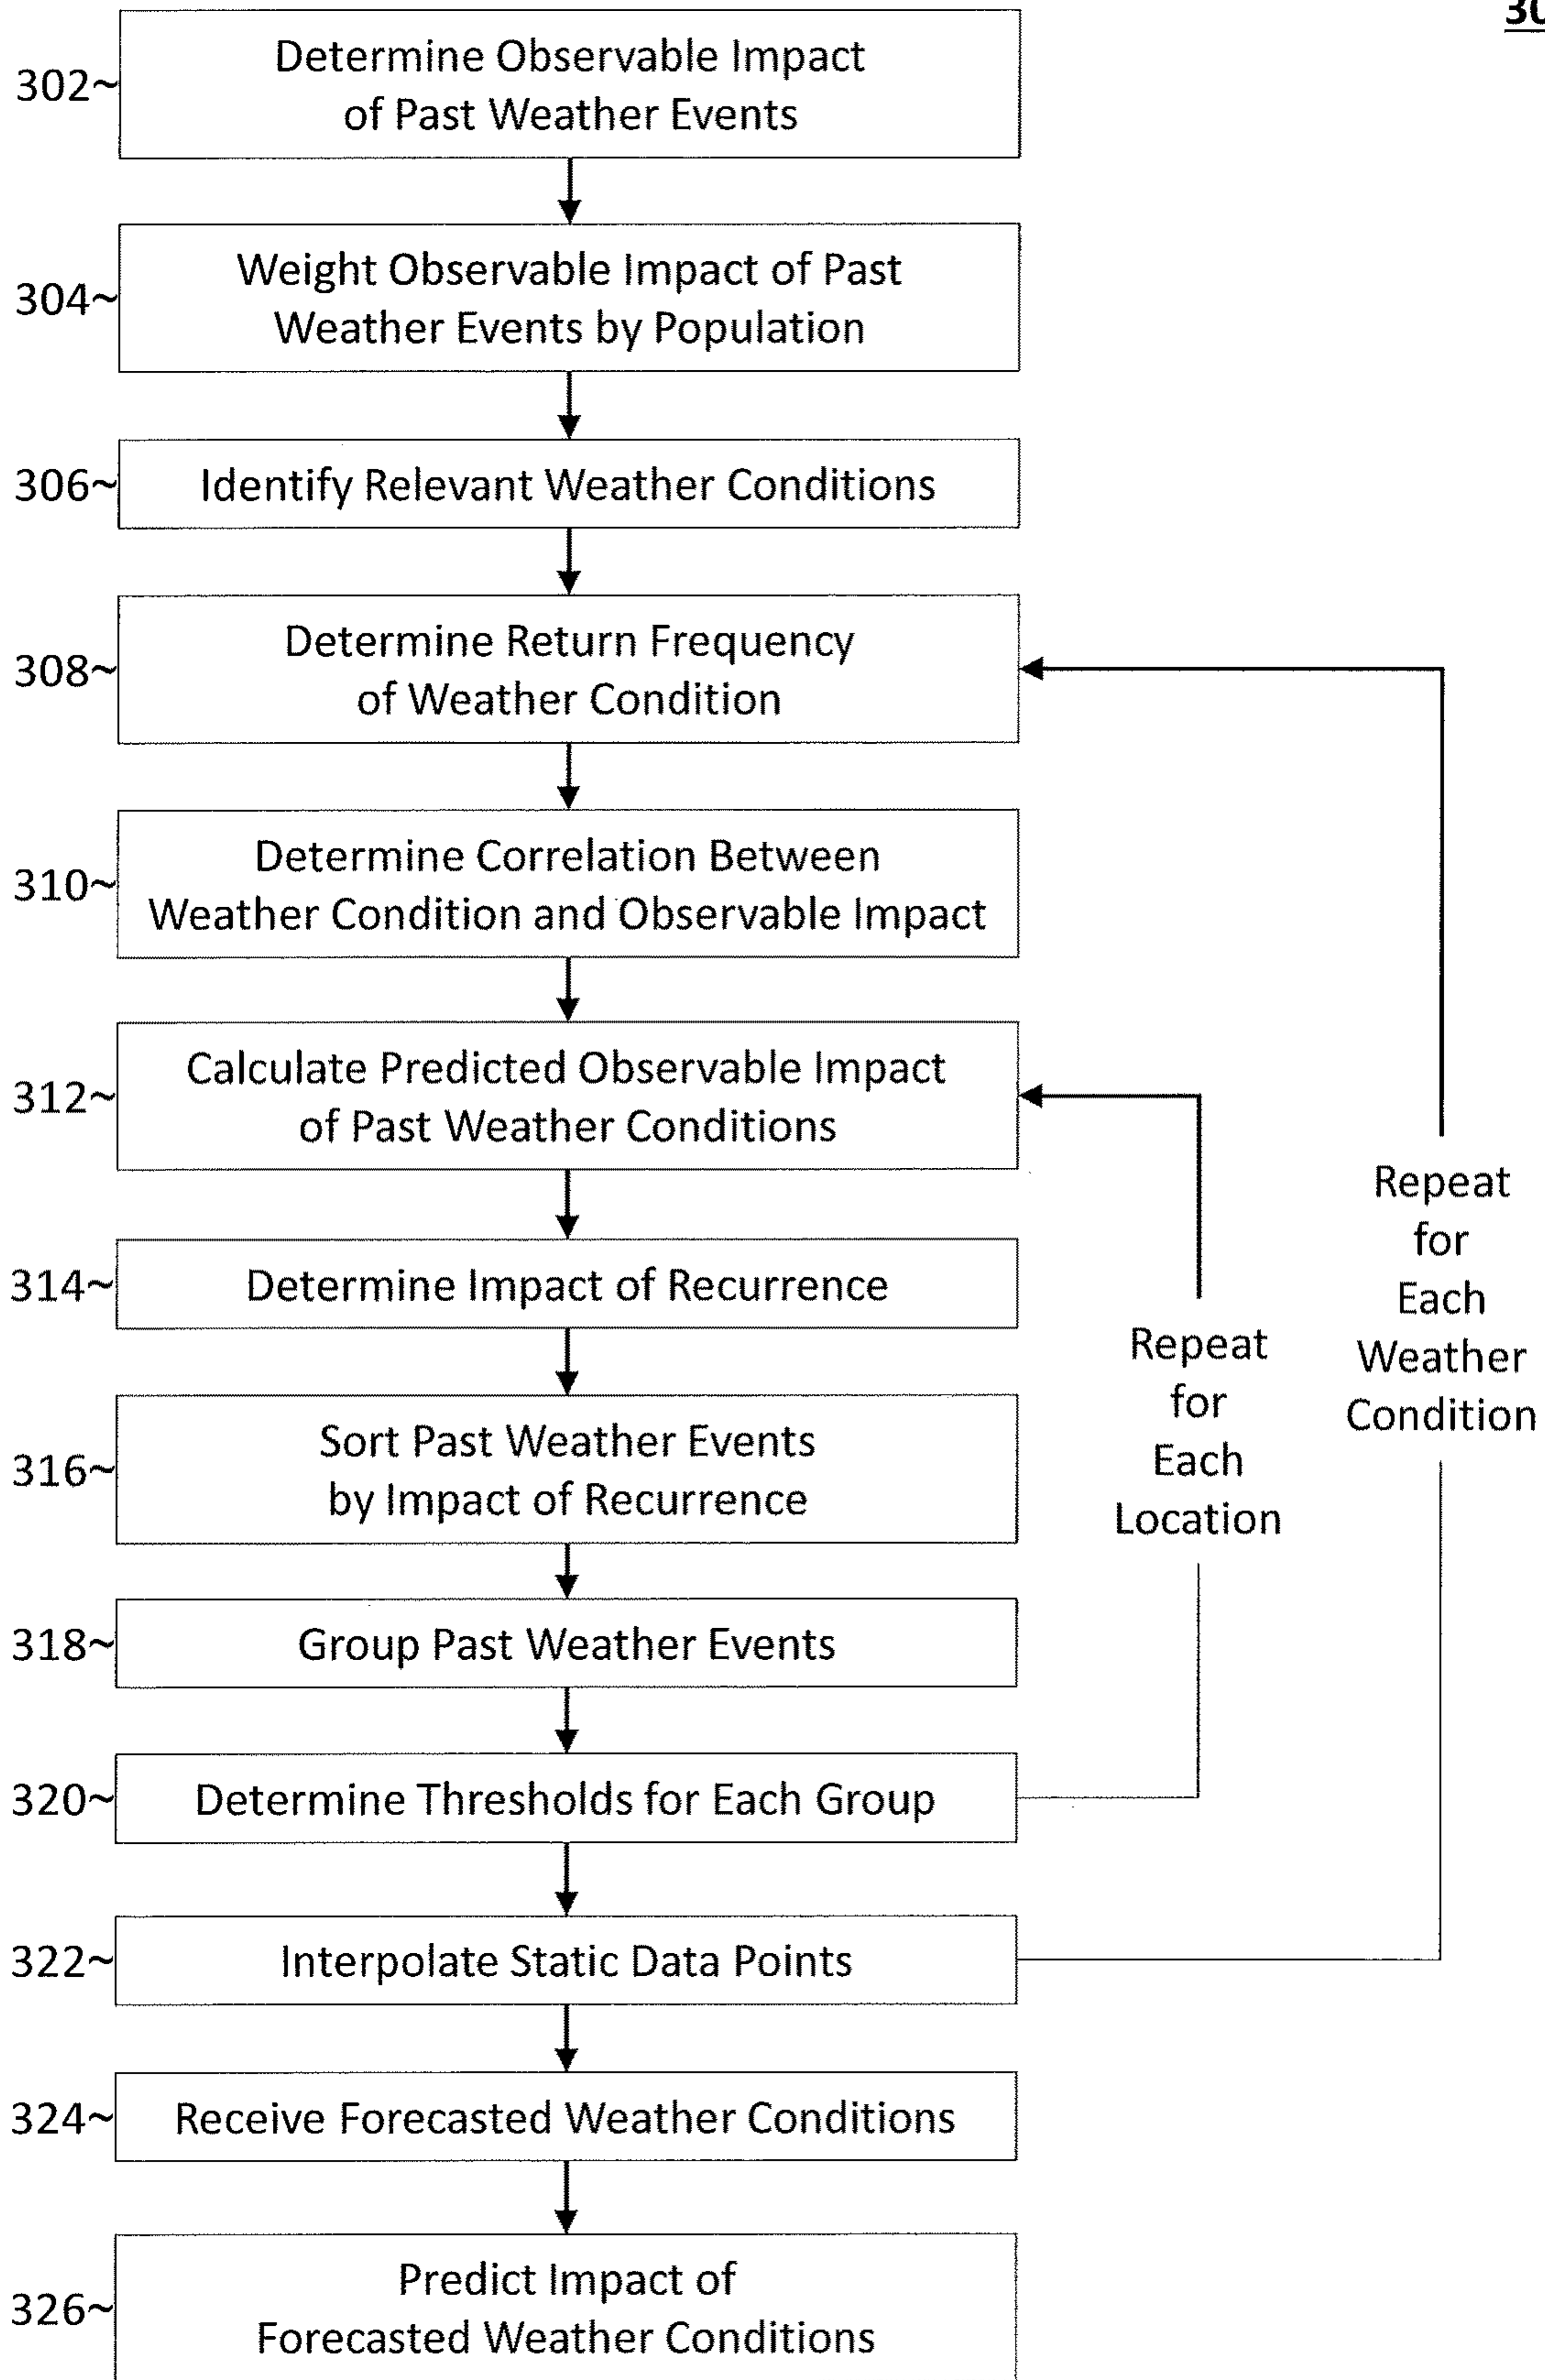 30
302~
Determine Observable Impact
of Past Weather Events
304~
Weight Observable Impact of Past
Weather Events by Population
306~
Identify Relevant Weather Conditions
308~
Determine Return Frequency
of Weather Condition
310~
Determine Correlation Between
Weather Condition and Observable Impact
312~
Calculate Predicted Observable Impact
of Past Weather Conditions
314~
Determine Impact of Recurrence
316~
Sort Past Weather Events
by Impact of Recurrence
318~
Group Past Weather Events
320~
Determine Thresholds for Each Group
322~
Interpolate Static Data Points
324~
Receive Forecasted Weather Conditions
326~
Predict Impact of
Forecasted Weather Conditions
Repeat
for
Each
Location
Repeat
for
Each
Weather
Condition